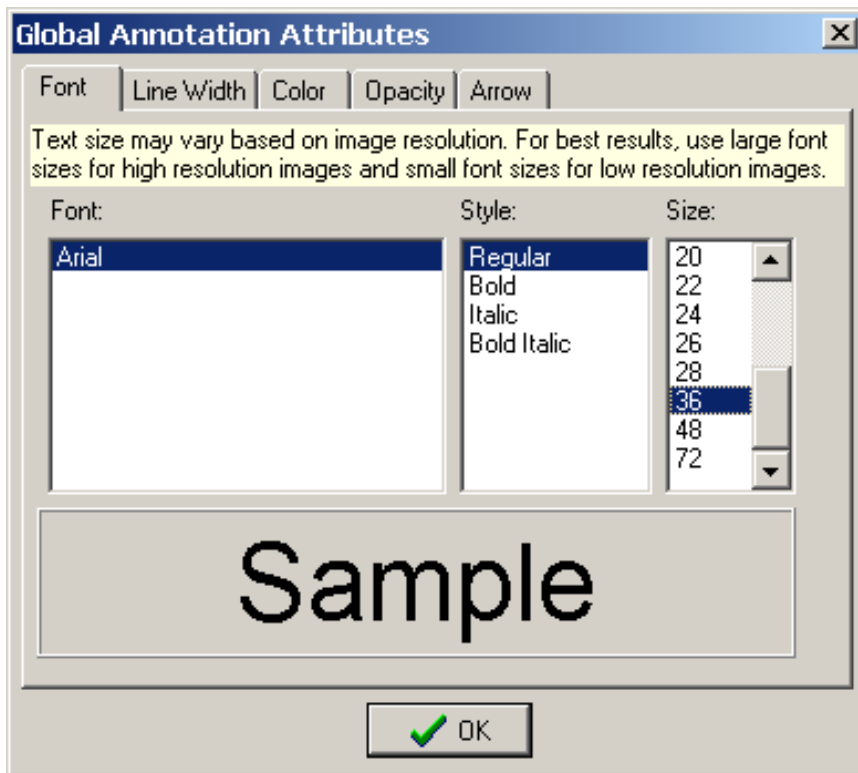 Global Annotation Attributes
Font Line Width Color Opacity Arrow
Text size may vary based on image resolution. For best results, use large font
sizes for high resolution images and small font sizes for low resolution images.
Font: Style: Size:
Arial Regular 20
Bold 22
Italic 24
Bold Italic 26
28
36
48
72
Sample
OK